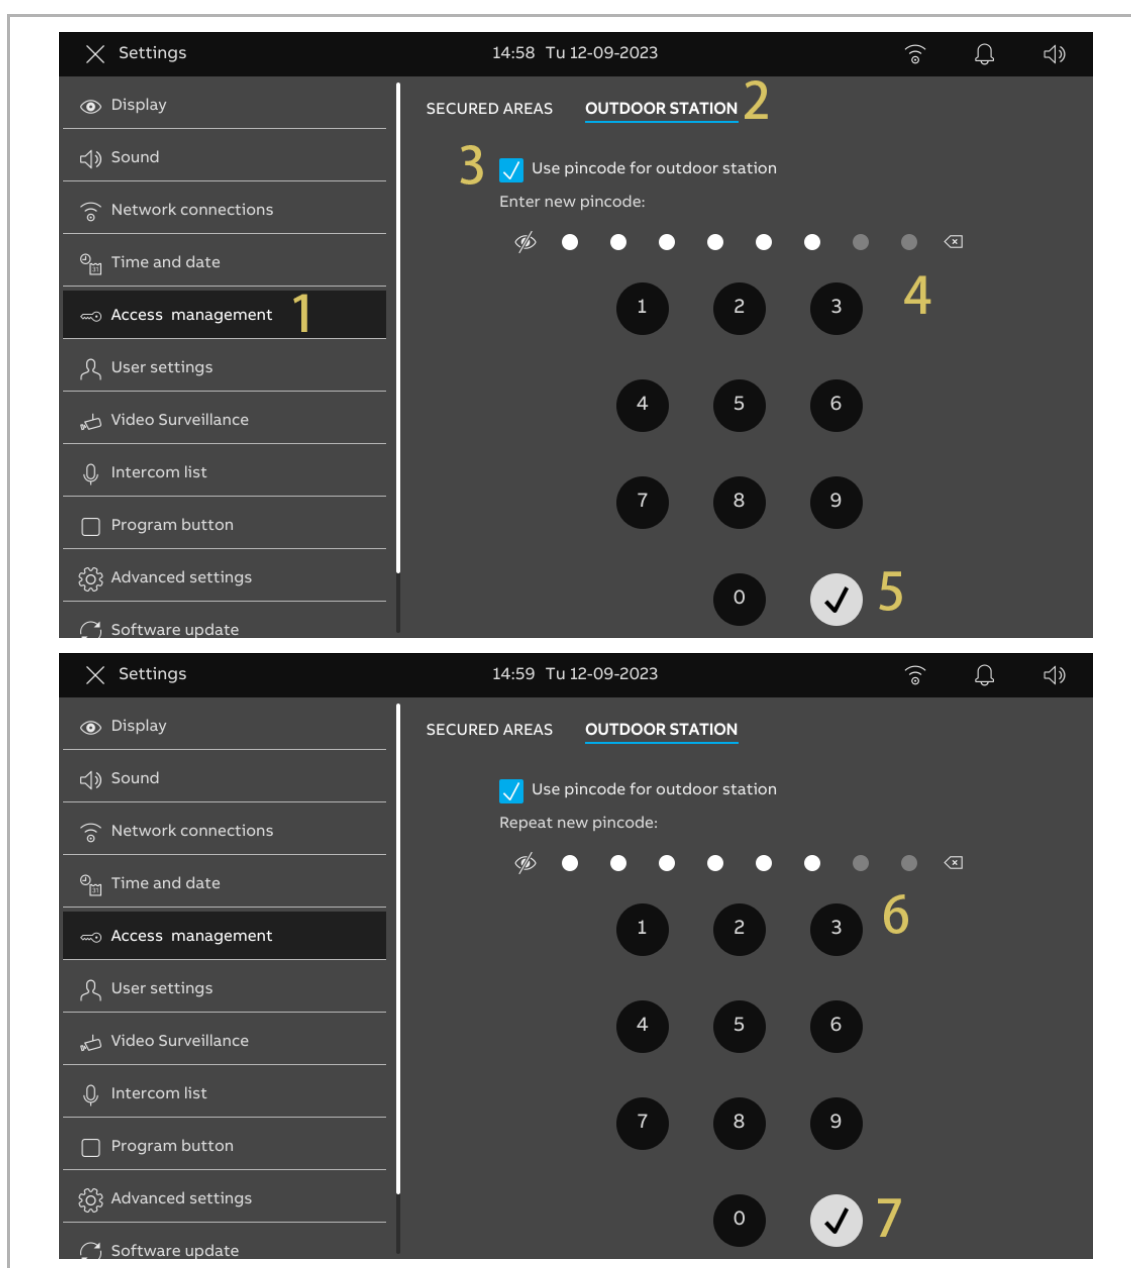 Settings 14:58 Tu 12-09-2023
Display
SECURED AREAS OUTDOOR STATION 2
Sound
3 Use pincode for outdoor station
Network connections
Enter new pincode:
Time and date
Access management 1
1 2 3 4
User settings
Video Surveillance
4 5 6
Intercom list
Program button
7 8 9
Advanced settings
Software update
0 5
Settings 14:59 Tu 12-09-2023
Display
SECURED AREAS OUTDOOR STATION
Sound
Use pincode for outdoor station
Network connections
Repeat new pincode:
Time and date
Access management
1 2 3 6
User settings
Video Surveillance
4 5 6
Intercom list
Program button
7 8 9
Advanced settings
Software update
0 7